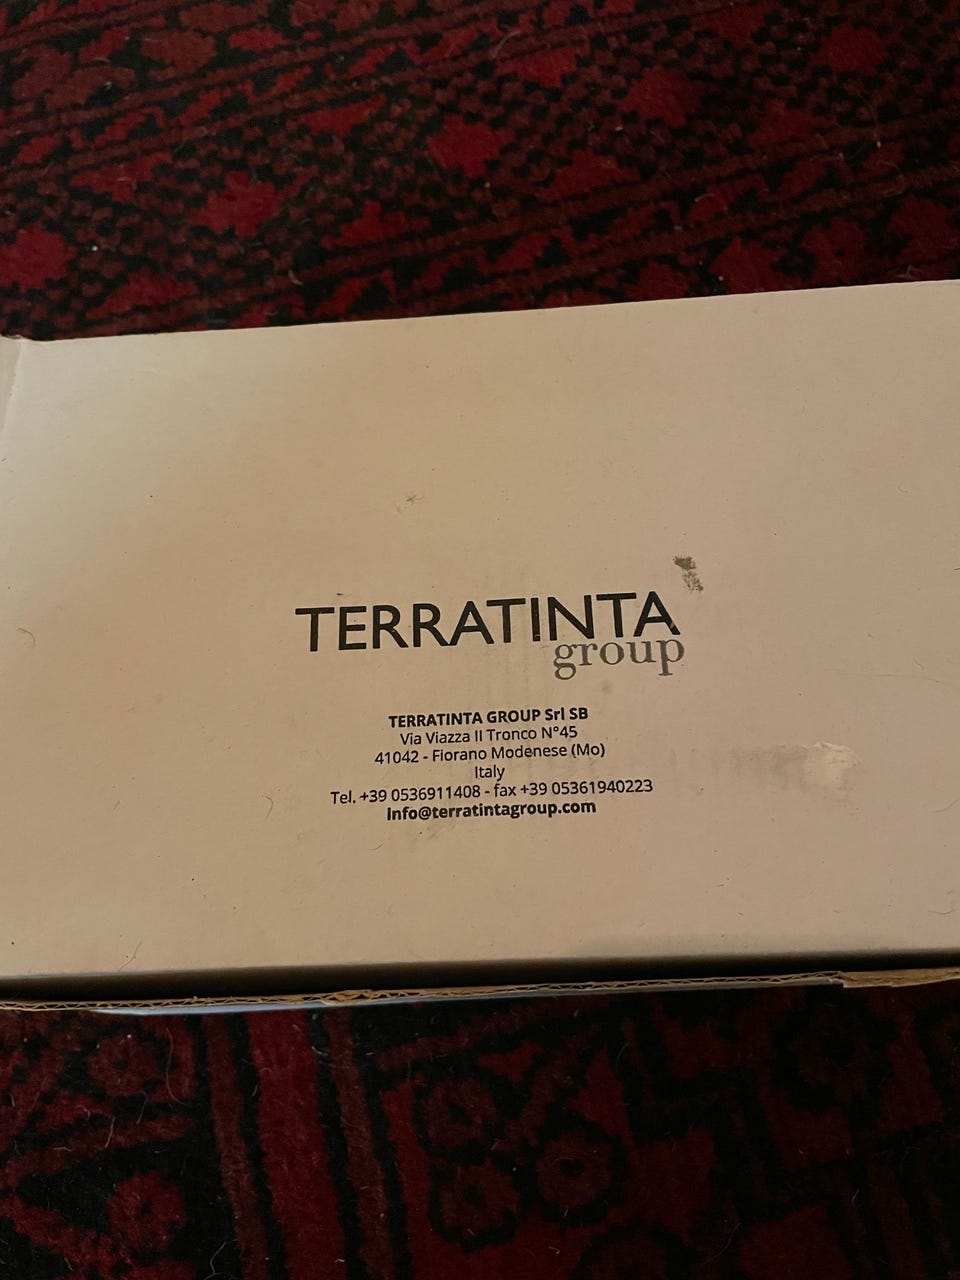 TERRATINTA
group
TERRATINTA GROUP Srl SB
Via Viazza II Tronco N°45
41042 - Fiorano Modenese (Mo)
Italy
Tel. +39 0536911408 - fax +39 05361940223
Info@terratintagroup.com